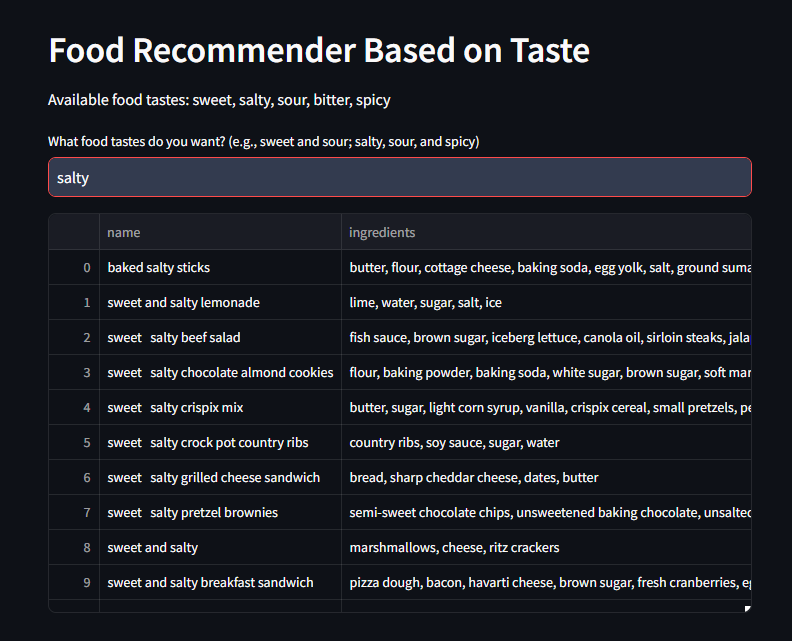 Food Recommender Based on Taste
Available food tastes: sweet, salty, sour, bitter, spicy
What food tastes do you want? (e.g., sweet and sour; salty, sour, and spicy)
salty
name ingredients
0 baked salty sticks butter, flour, cottage cheese, baking soda, egg yolk, salt, ground
1 sweet and salty lemonade lime, water, sugar, salt, ice
2 sweet  salty beef salad fish sauce, brown sugar, iceberg lettuce, canola oil, sirloin steaks,
3 sweet  salty chocolate almond cookies flour, baking powder, baking soda, white sugar, brown sugar, soft
4 sweet  salty crispix mix butter, sugar, light corn syrup, vanilla, crispix cereal, small pretzels,
5 sweet  salty crock pot country ribs country ribs, soy sauce, sugar, water
6 sweet  salty grilled cheese sandwich bread, sharp cheddar cheese, dates, butter
7 sweet  salty pretzel brownies semi-sweet chocolate chips, unsweetened baking chocolate,
8 sweet and salty marshmallows, cheese, ritz crackers
9 sweet and salty breakfast sandwich pizza dough, bacon, havarti cheese, brown sugar, fresh cranberries,